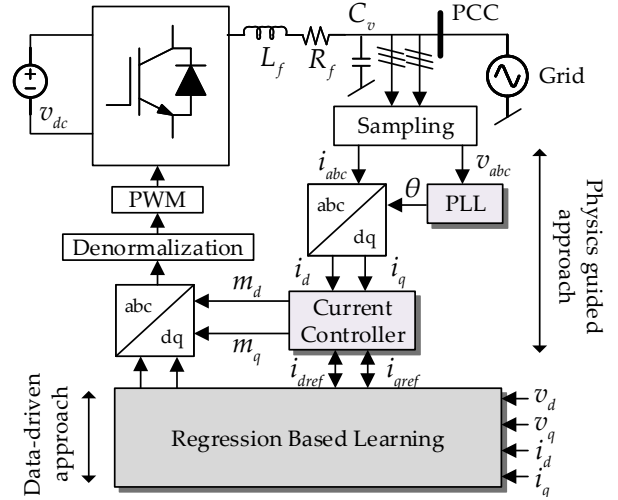 C_v
PCC
L_f
R_f
Grid
v_dc
Sampling
i_abc
v_abc
PWM
abc
dq
θ
PLL
Denormalization
i_d
i_q
abc
dq
m_d
m_q
Current
Controller
Physics guided
approach
i_dref
i_qref
Data-driven
approach
Regression Based Learning
v_d
v_q
i_d
i_q